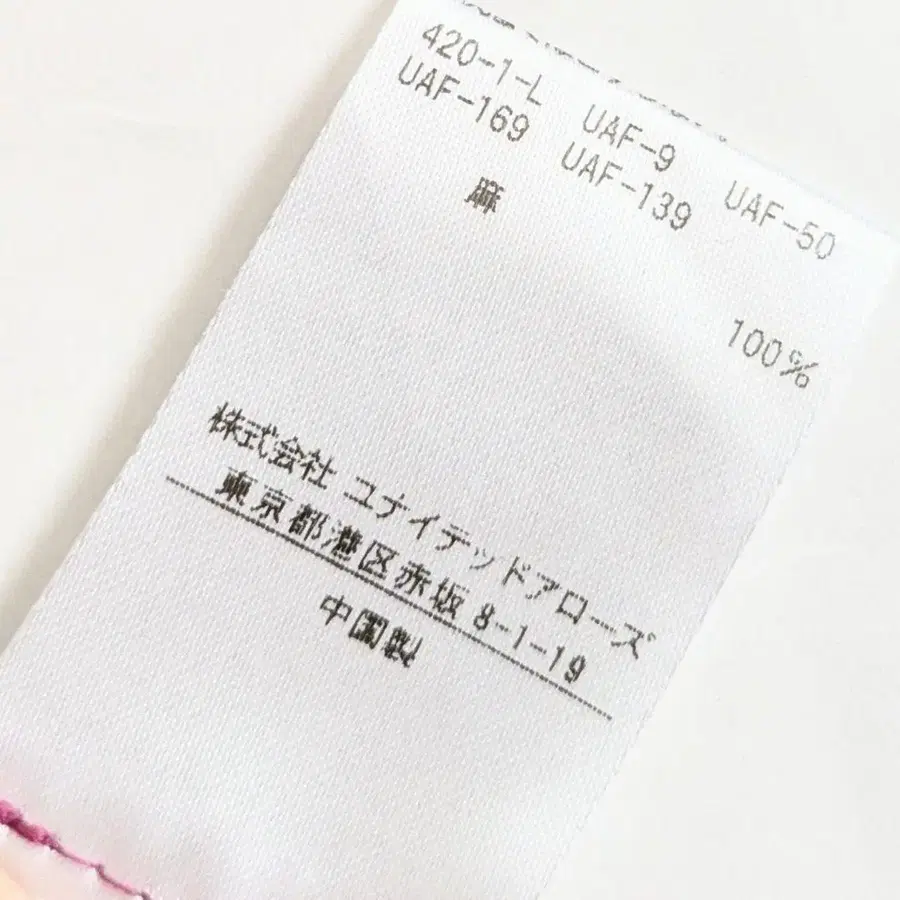 420-1-L UAF-9 UAF-50
UAF-169 UAF-139
麻 100%
株式会社 ユナイテッドアローズ
東京都港区赤坂 8-1-19
中国製